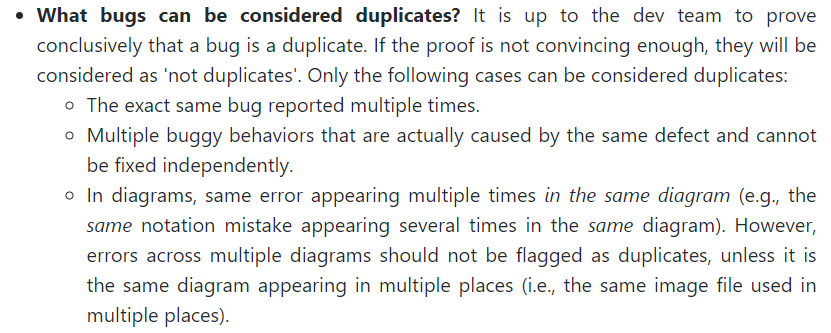 • What bugs can be considered duplicates? It is up to the dev team to prove
conclusively that a bug is a duplicate. If the proof is not convincing enough, they will be
considered as 'not duplicates'. Only the following cases can be considered duplicates:
◦ The exact same bug reported multiple times.
◦ Multiple buggy behaviors that are actually caused by the same defect and cannot
be fixed independently.
◦ In diagrams, same error appearing multiple times in the same diagram (e.g., the
same notation mistake appearing several times in the same diagram). However,
errors across multiple diagrams should not be flagged as duplicates, unless it is
the same diagram appearing in multiple places (i.e., the same image file used in
multiple places).